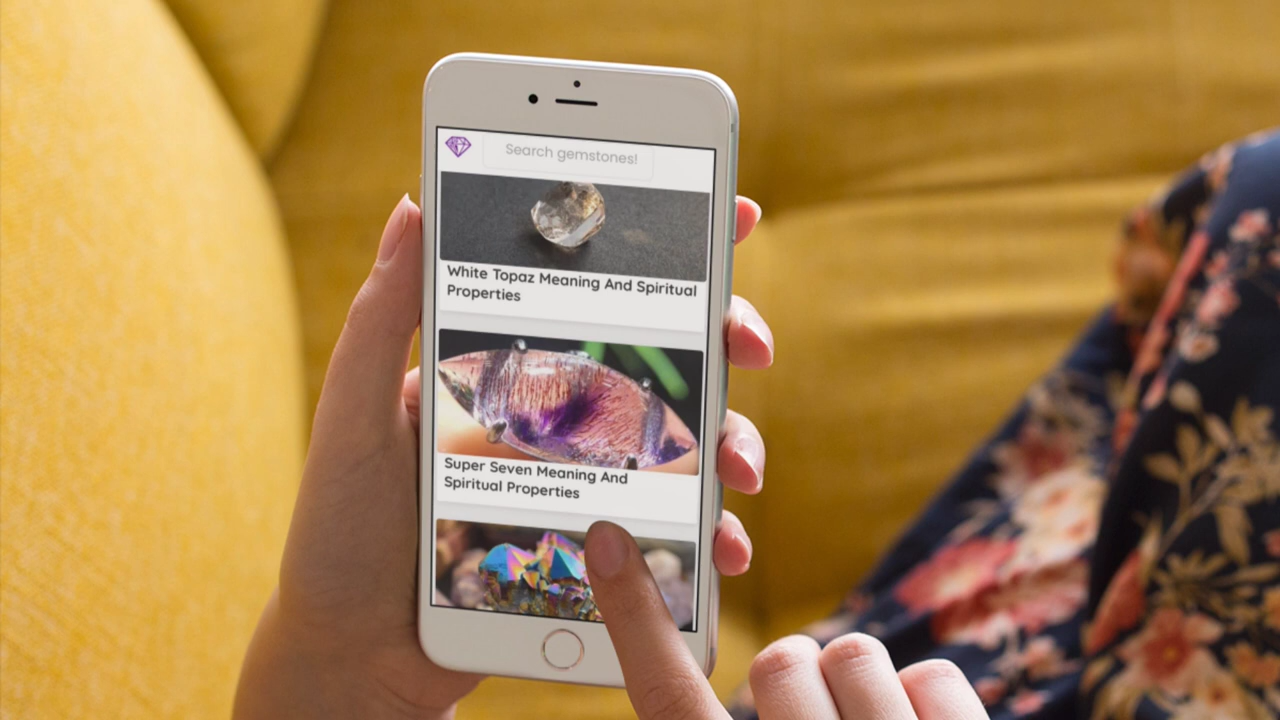 Search gemstones!
White Topaz Meaning And Spiritual
Properties
Super Seven Meaning And
Spiritual Properties